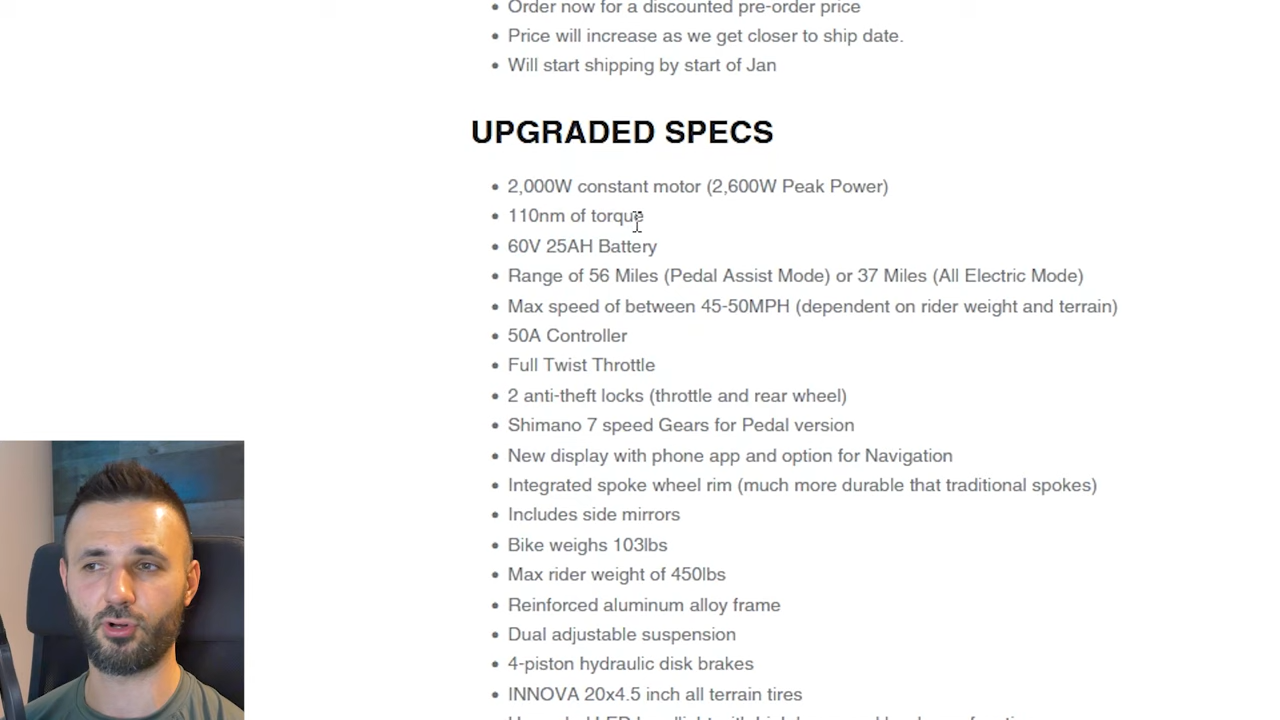 Order now for a discounted pre-order price
Price will increase as we get closer to ship date.
Will start shipping by start of Jan
UPGRADED SPECS
2,000W constant motor (2,600W Peak Power)
110nm of torque
60V 25AH Battery
Range of 56 Miles (Pedal Assist Mode) or 37 Miles (All Electric Mode)
Max speed of between 45-50MPH (dependent on rider weight and terrain)
50A Controller
Full Twist Throttle
2 anti-theft locks (throttle and rear wheel)
Shimano 7 speed Gears for Pedal version
New display with phone app and option for Navigation
Integrated spoke wheel rim (much more durable that traditional spokes)
Includes side mirrors
Bike weighs 103lbs
Max rider weight of 450lbs
Reinforced aluminum alloy frame
Dual adjustable suspension
4-piston hydraulic disk brakes
INNOVA 20x4.5 inch all terrain tires